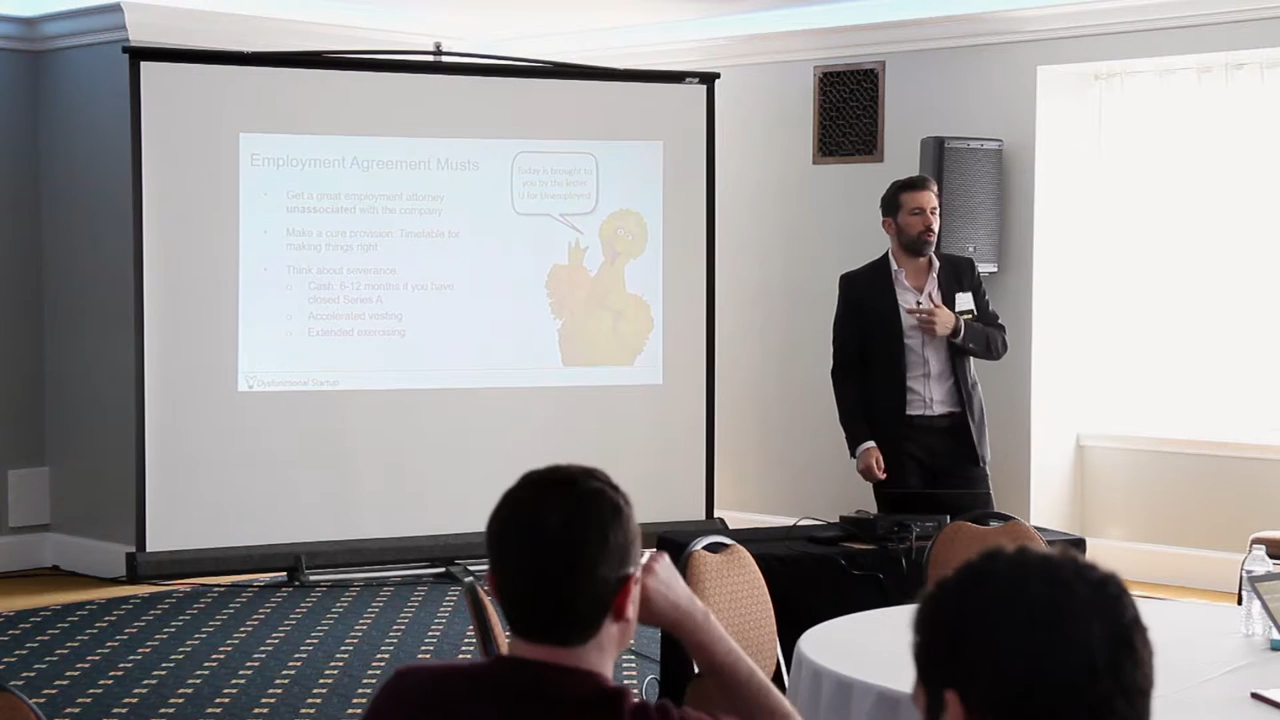 Employment Agreement Musts
Today is brought to
you by the letter
U for Unemployed
Get a great employment attorney
unassociated with the company
Make a cure provision: Timetable for
making things right
Think about severance
Cash: 6-12 months if you have
closed Series A
Accelerated vesting
Extended exercising
Dysfunctional Startup